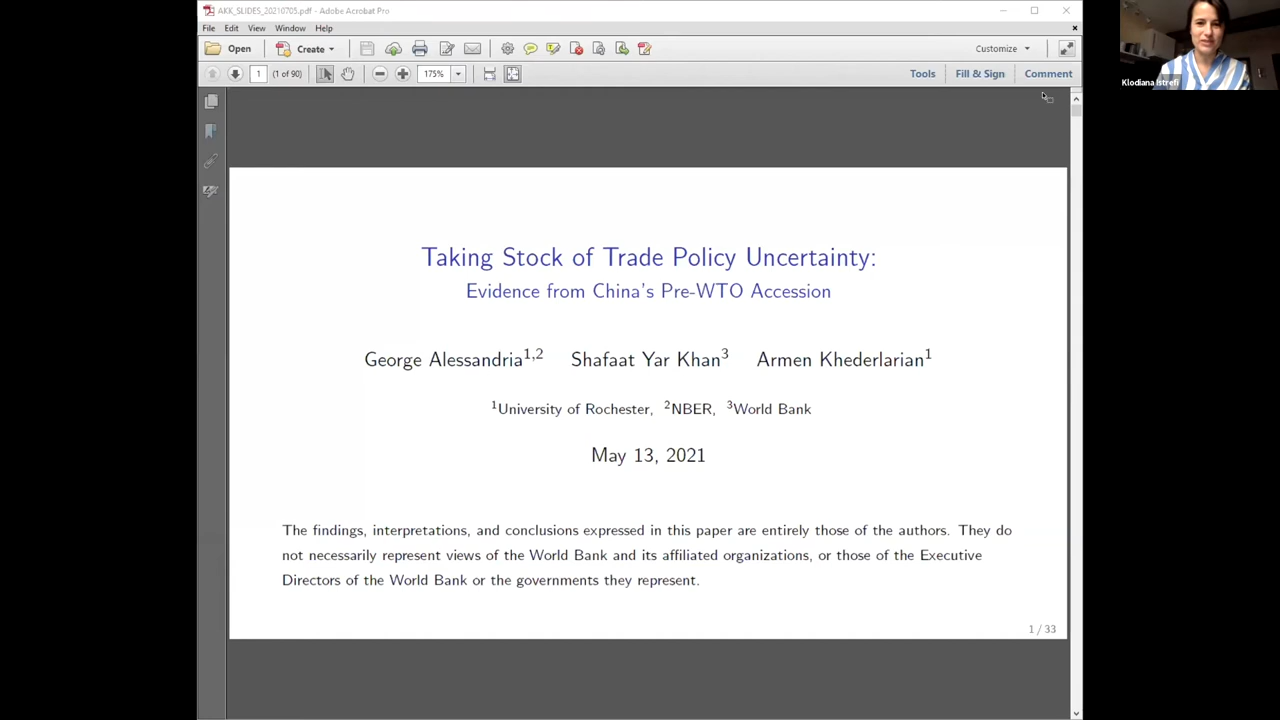 AKK_SLIDES_20210705.pdf - Adobe Acrobat Pro
File Edit View Window Help
Open Create Customize
1 (1 of 90) 175% Tools Fill & Sign Comment
Klodiana Istrefi
Taking Stock of Trade Policy Uncertainty:
Evidence from China's Pre-WTO Accession
George Alessandria1,2 Shafaat Yar Khan3 Armen Khederlarian1
1University of Rochester, 2NBER, 3World Bank
May 13, 2021
The findings, interpretations, and conclusions expressed in this paper are entirely those of the authors. They do
not necessarily represent views of the World Bank and its affiliated organizations, or those of the Executive
Directors of the World Bank or the governments they represent.
1 / 33